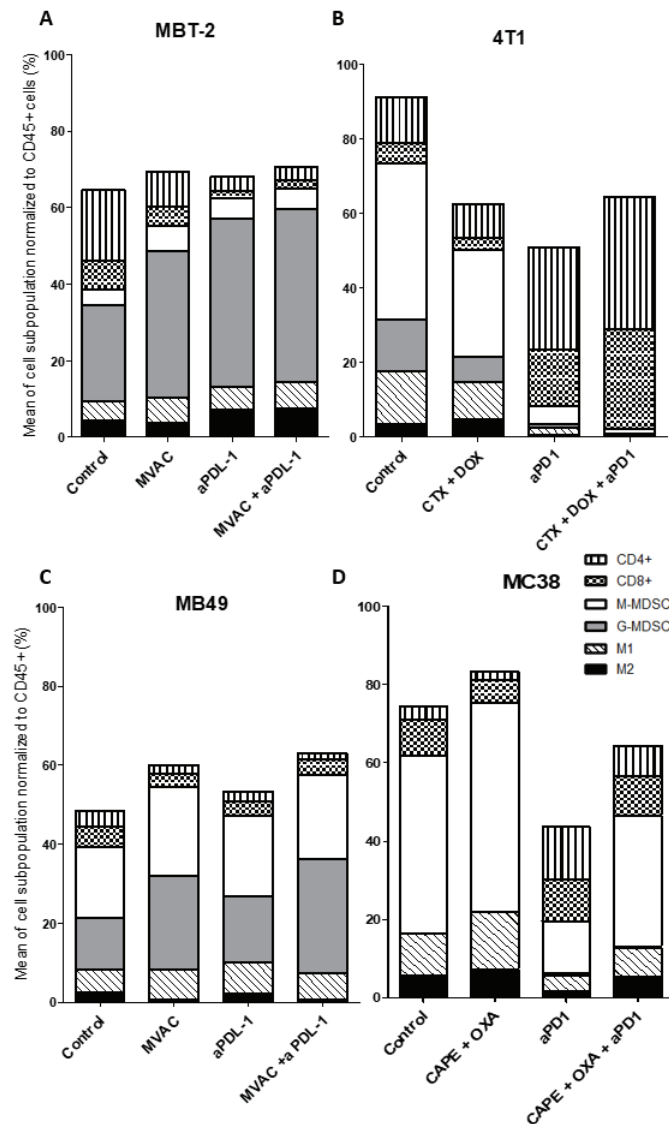 A
MBT-2
Mean of cell subpopulation normalized to CD45+ cells (%)
100
80
60
40
20
0
Control
MVAC
aPDL-1
MVAC + aPDL-1
B
4T1
100
80
60
40
20
0
Control
CTX + DOX
aPD1
CTX + DOX + aPD1
C
MB49
Mean of cell subpopulation normalized to CD45+ (%)
100
80
60
40
20
0
Control
MVAC
aPDL-1
MVAC +a PDL-1
D
MC38
100
80
60
40
20
0
Control
CAPE + OXA
aPD1
CAPE + OXA + aPD1
CD4+
CD8+
M-MDSC
G-MDSC
M1
M2